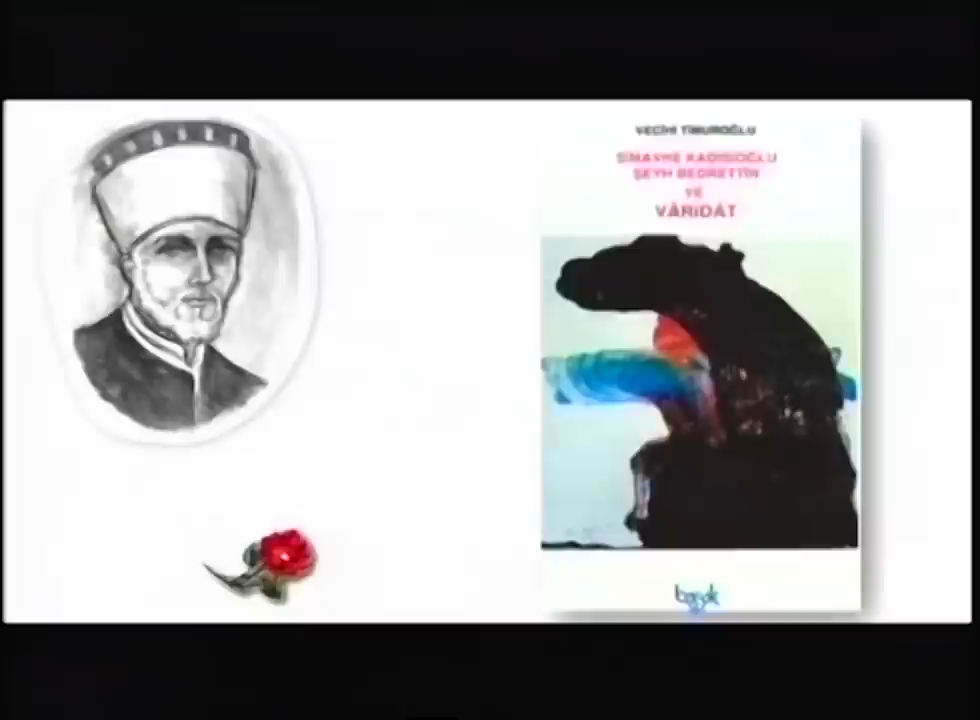 VECİHİ TİMUROĞLU
SİMAVNE KADISIOĞLU
ŞEYH BEDRETTİN
VE
VÂRİDÂT
başak